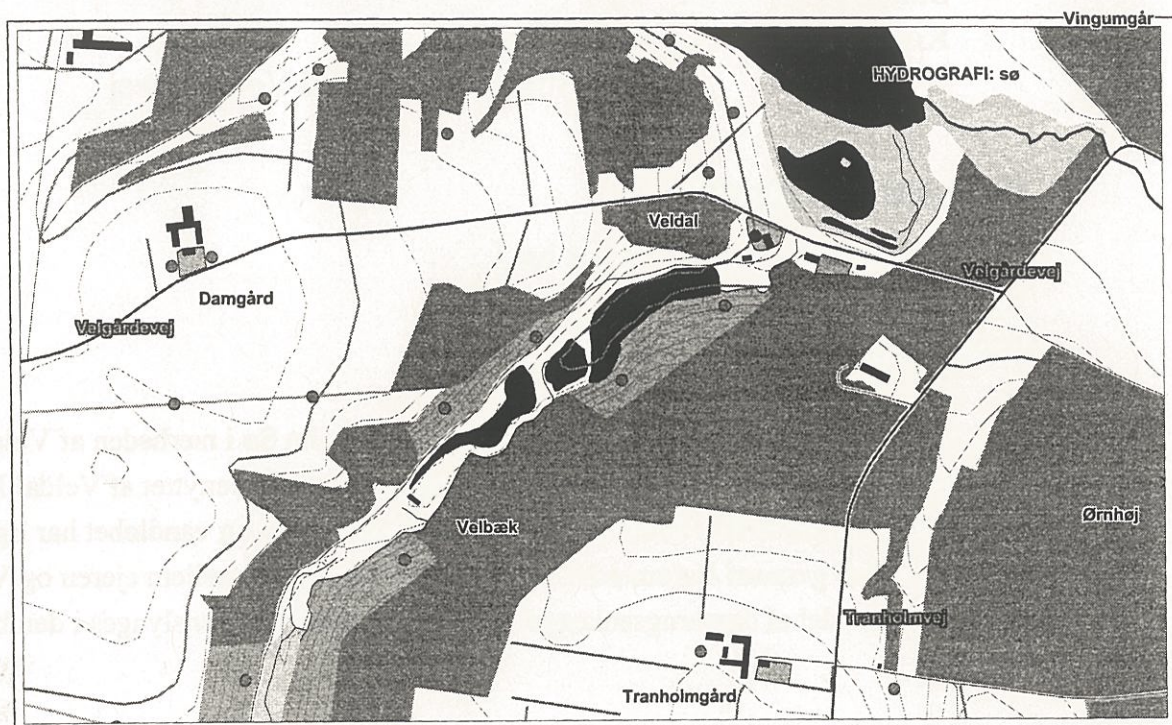 Vingumgår
HYDROGRAFI: sø
Veldal
Velgårdevej
Damgård
Velgårdevej
Velbæk
Ørnhøj
Tranholmvej
Tranholmgård